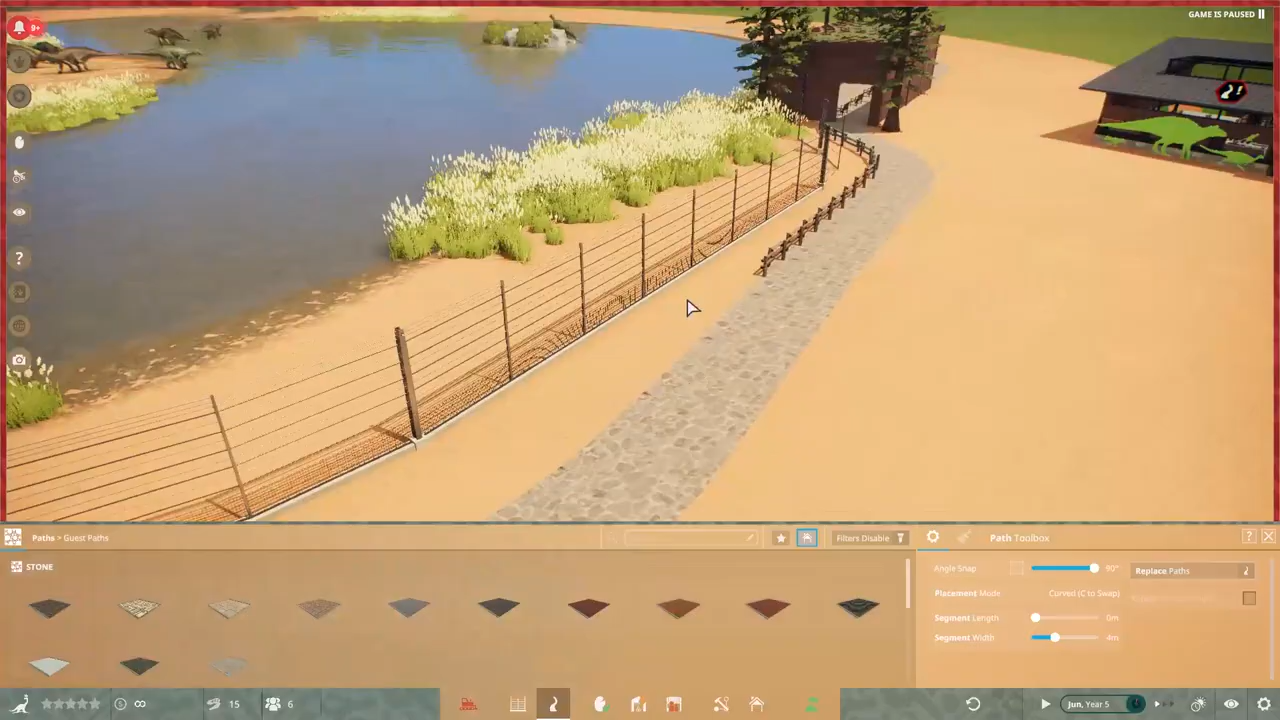 9+
GAME IS PAUSED
?
Paths > Guest Paths
Filters Disable
Path Toolbox
?
STONE
Angle Snap
90°
Replace Paths
Placement Mode
Curved (C to Swap)
Segment Length
0m
Segment Width
4m
∞
15
6
Jun, Year 5